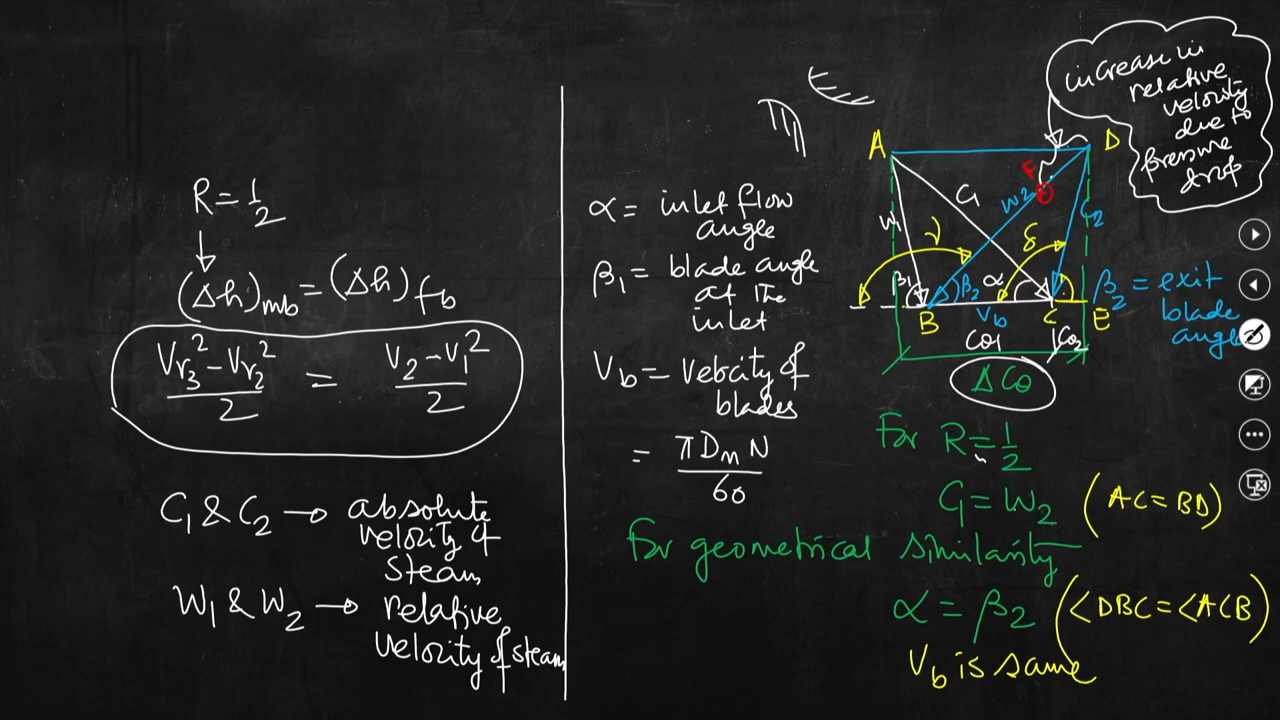 R = 1/2
↓
(Δh)mb = (Δh)fb
(Vr3² - Vr2²)/2 = (V2 - V1²)/2
C1 & C2 → absolute
velocity of
steam
W1 & W2 → relative
velocity of steam
α = inlet flow
angle
β1 = blade angle
at the
inlet
Vb = velocity of
blades
= πDmN/60
increase in
relative
velocity
due to
pressure
drop
A
D
F
C1
W2
W1
C2
γ
δ
β1
β2
α
B
Vb
C
E
β2 = exit
blade
angle
Cθ1
Cθ2
ΔCθ
For R = 1/2
C1 = W2 (AC = BD)
For geometrical similarity
α = β2 (<DBC = <ACB)
Vb is same